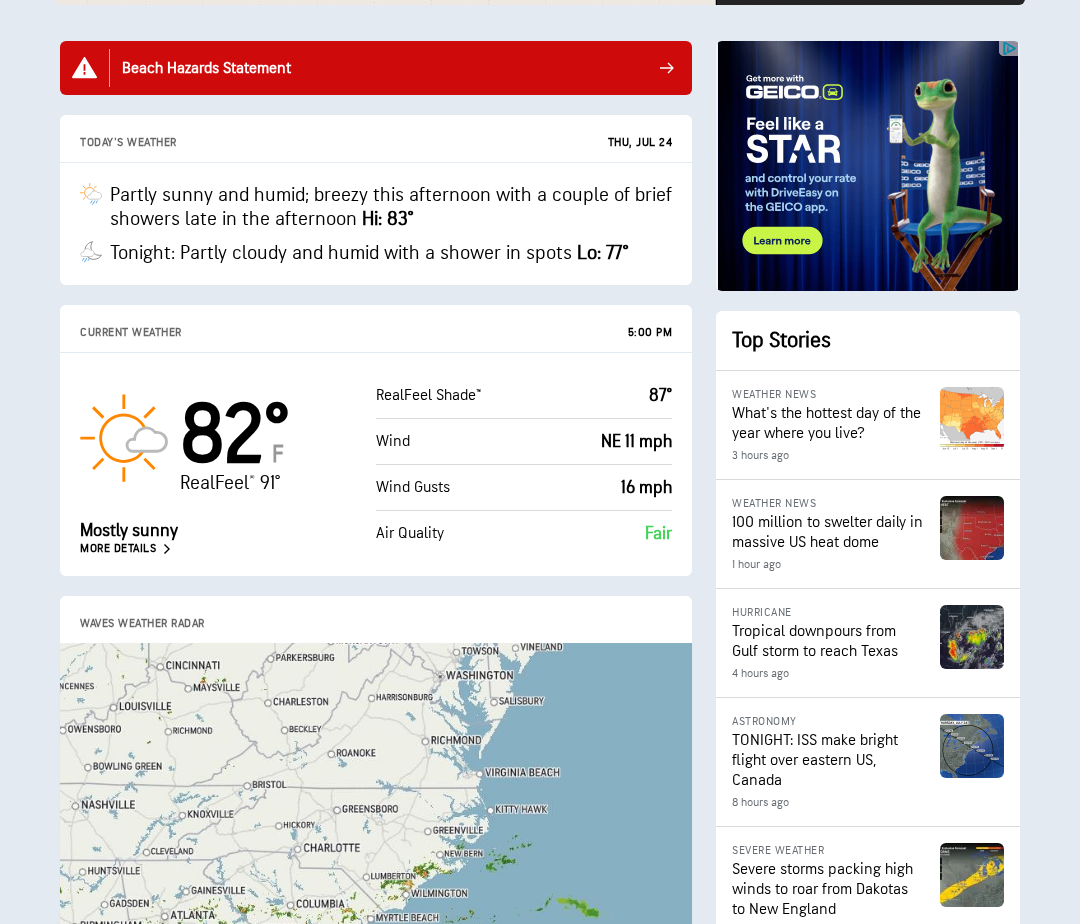 Beach Hazards Statement
TODAY'S WEATHER
THU, JUL 24
Partly sunny and humid; breezy this afternoon with a couple of brief
showers late in the afternoon Hi: 83°
Tonight: Partly cloudy and humid with a shower in spots Lo: 77°
CURRENT WEATHER
5:00 PM
82°F
RealFeel® 91°
Mostly sunny
MORE DETAILS
RealFeel Shade™
87°
Wind
NE 11 mph
Wind Gusts
16 mph
Air Quality
Fair
WAVES WEATHER RADAR
PARKERSBURG
TOWSON
VINELAND
CINCINNATI
WASHINGTON
NCENNES
MAYSVILLE
HARRISONBURG
SALISBURY
LOUISVILLE
CHARLESTON
OWENSBORO
RICHMOND
BECKLEY
RICHMOND
ROANOKE
BOWLING GREEN
VIRGINIA BEACH
BRISTOL
NASHVILLE
KNOXVILLE
GREENSBORO
KITTY HAWK
HICKORY
GREENVILLE
CLEVELAND
CHARLOTTE
NEW BERN
HUNTSVILLE
LUMBERTON
GAINESVILLE
WILMINGTON
GADSDEN
COLUMBIA
ATLANTA
MYRTLE BEACH
BIRMINGHAM
Get more with
GEICO
Feel like a
STAR
and control your rate
with DriveEasy on
the GEICO app.
Learn more
Top Stories
WEATHER NEWS
What's the hottest day of the
year where you live?
3 hours ago
WEATHER NEWS
100 million to swelter daily in
massive US heat dome
1 hour ago
HURRICANE
Tropical downpours from
Gulf storm to reach Texas
4 hours ago
ASTRONOMY
TONIGHT: ISS make bright
flight over eastern US,
Canada
8 hours ago
SEVERE WEATHER
Severe storms packing high
winds to roar from Dakotas
to New England